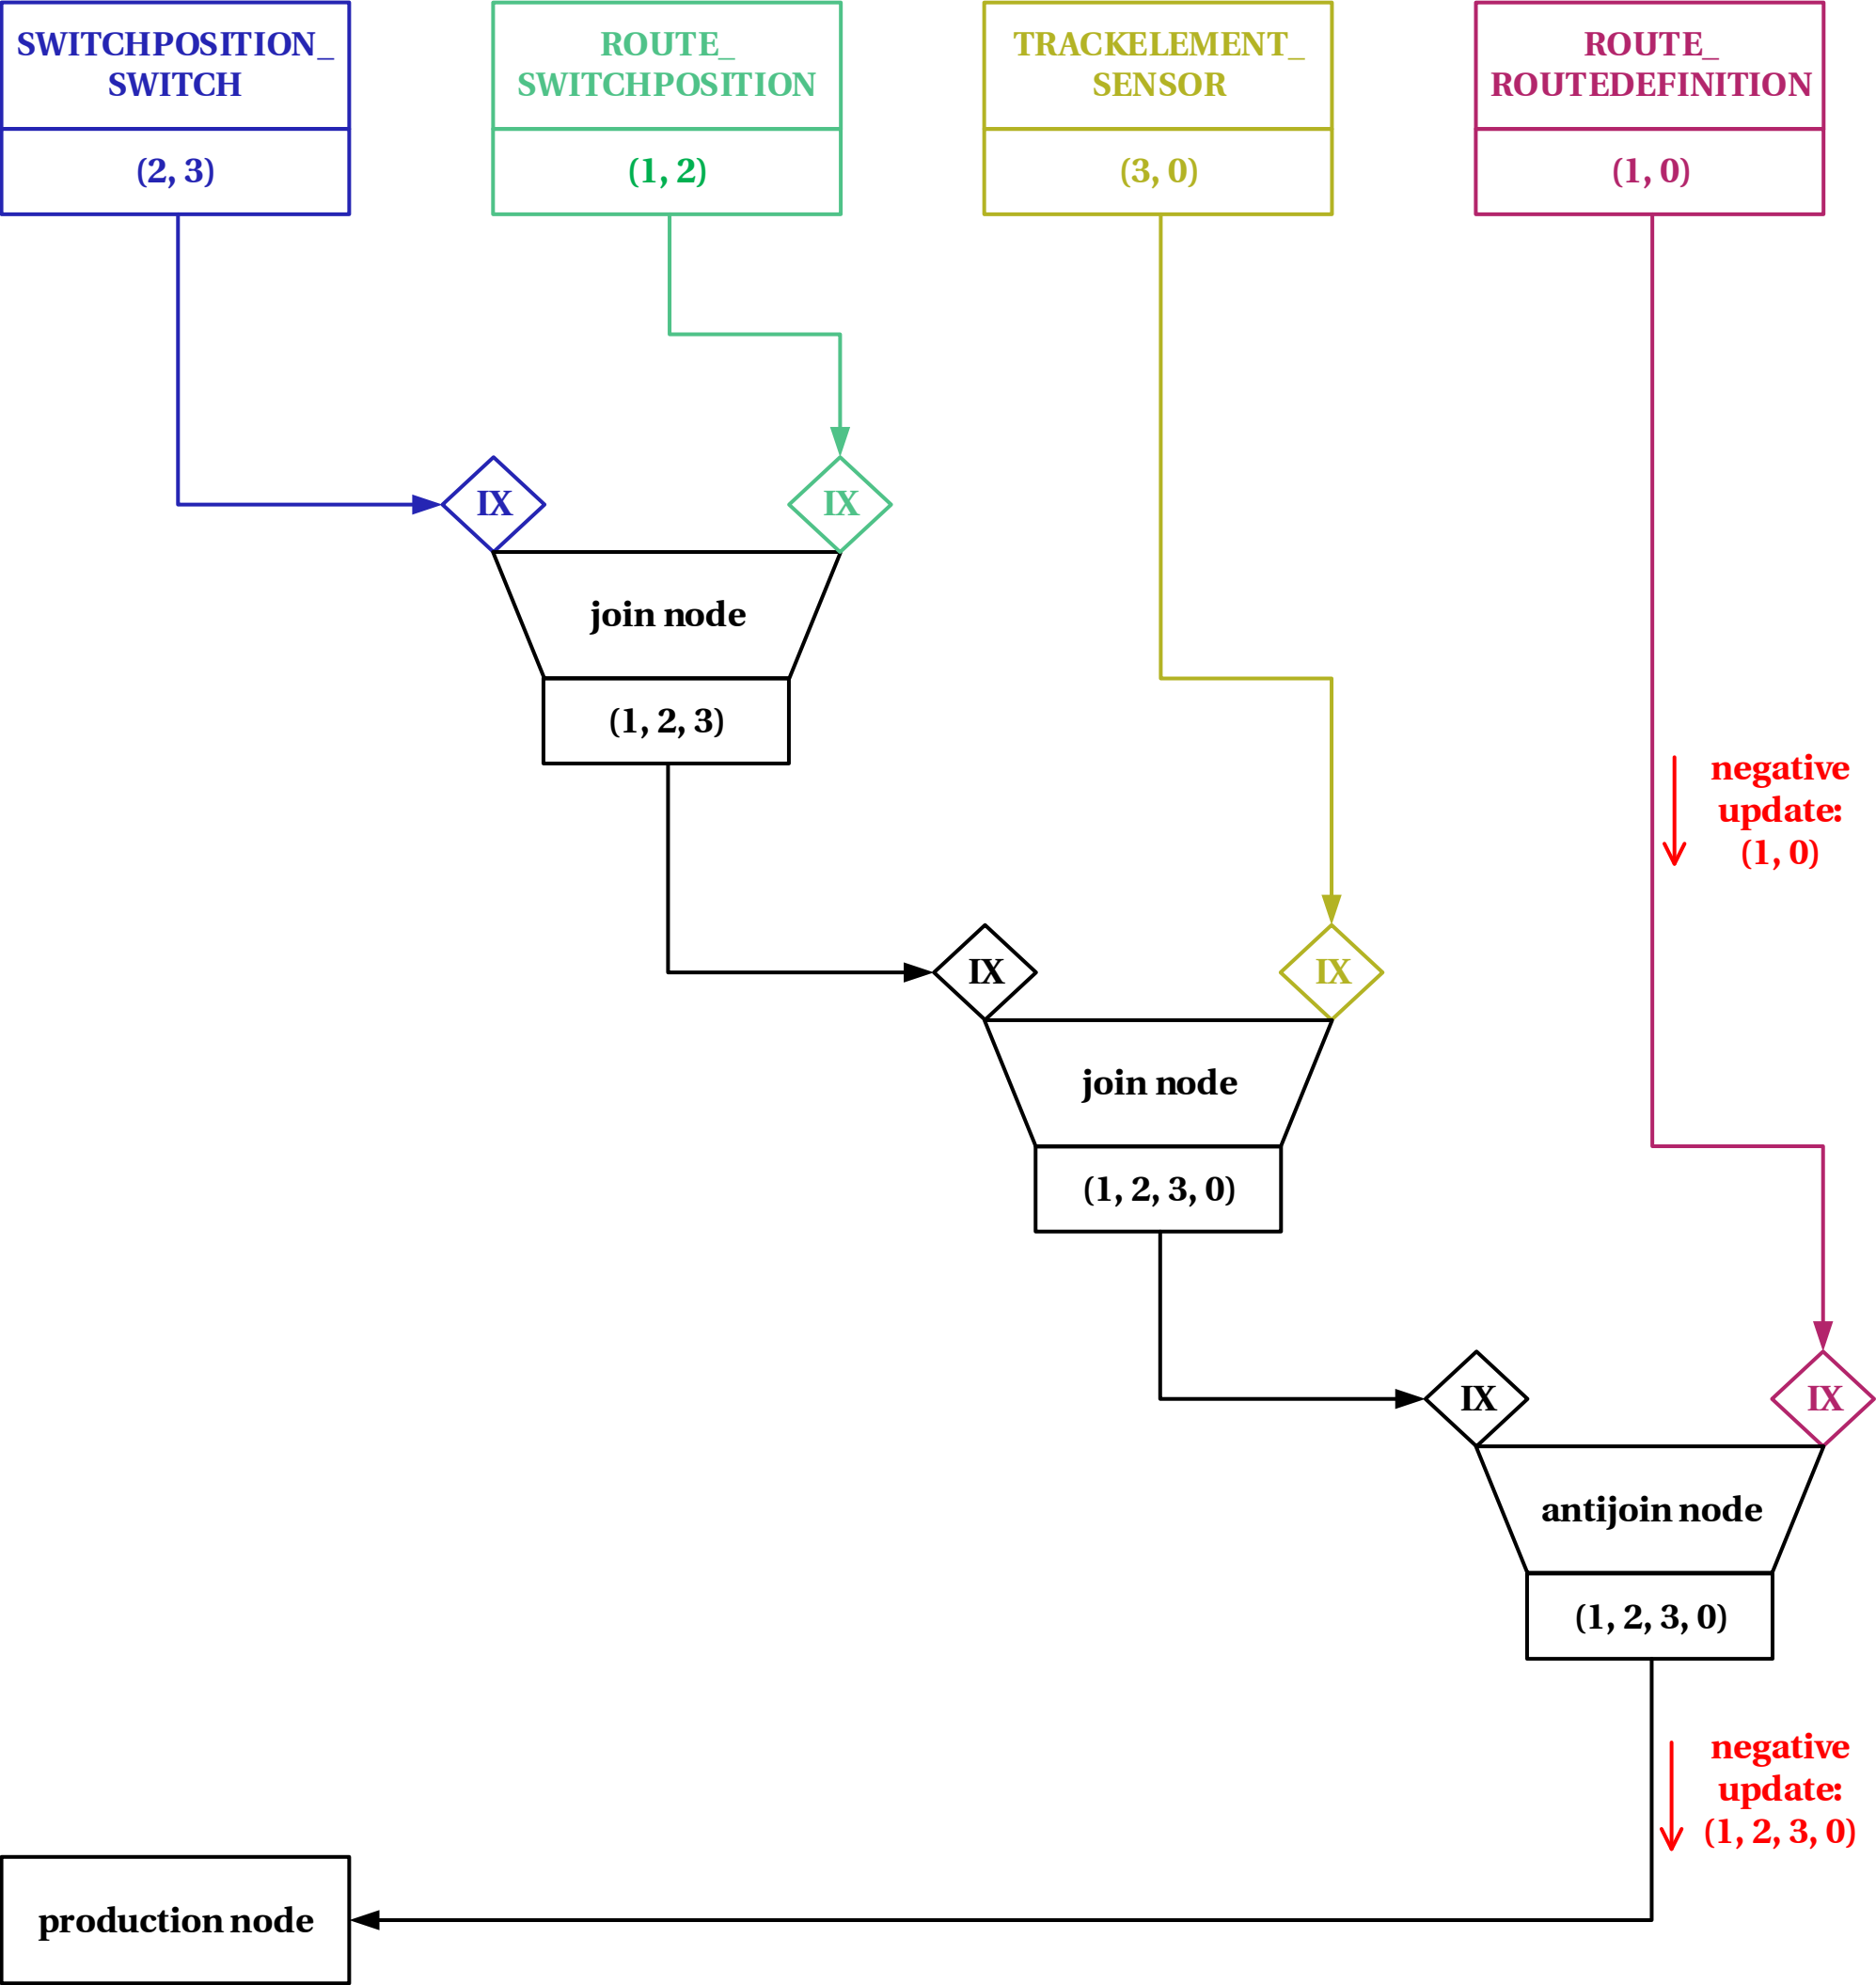 SWITCHPOSITION_
SWITCH
(2, 3)
ROUTE_
SWITCHPOSITION
(1, 2)
TRACKELEMENT_
SENSOR
(3, 0)
ROUTE_
ROUTEDEFINITION
(1, 0)
IX
IX
join node
(1, 2, 3)
negative
update:
(1, 0)
IX
IX
join node
(1, 2, 3, 0)
IX
IX
antijoin node
(1, 2, 3, 0)
negative
update:
(1, 2, 3, 0)
production node